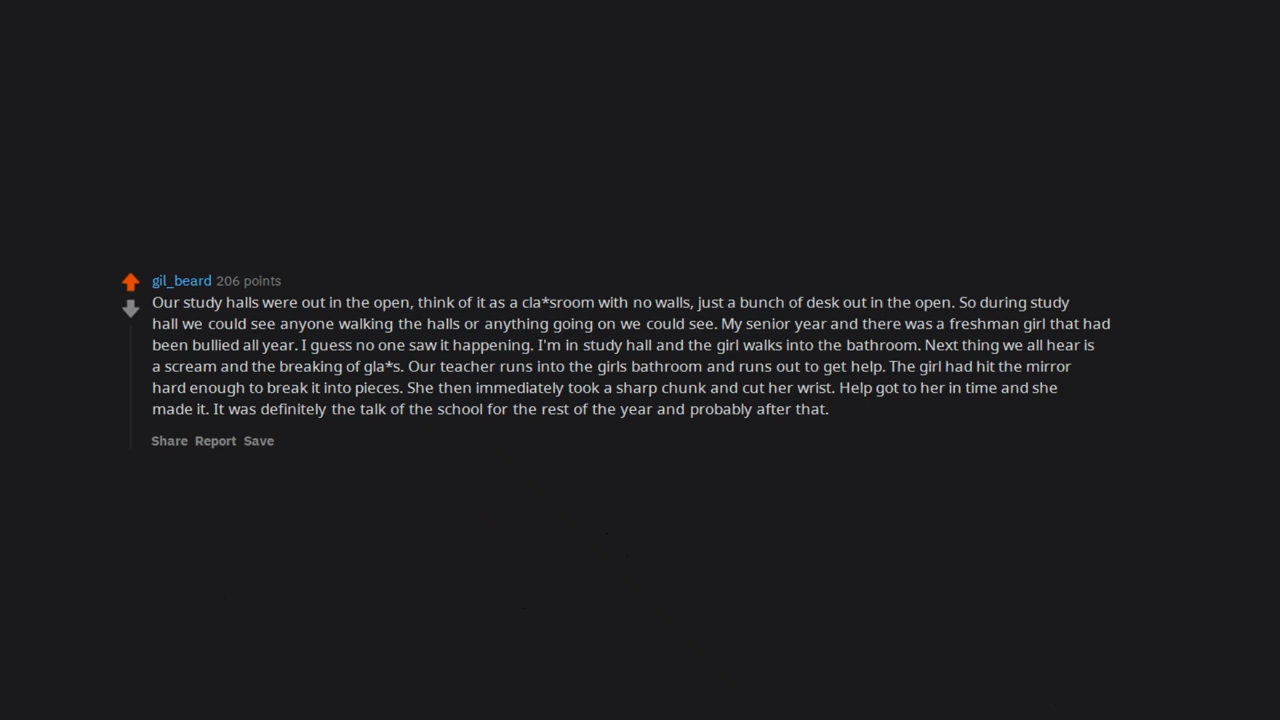 gil_beard 206 points
Our study halls were out in the open, think of it as a cla*sroom with no walls, just a bunch of desk out in the open. So during study
hall we could see anyone walking the halls or anything going on we could see. My senior year and there was a freshman girl that had
been bullied all year. I guess no one saw it happening. I'm in study hall and the girl walks into the bathroom. Next thing we all hear is
a scream and the breaking of gla*s. Our teacher runs into the girls bathroom and runs out to get help. The girl had hit the mirror
hard enough to break it into pieces. She then immediately took a sharp chunk and cut her wrist. Help got to her in time and she
made it. It was definitely the talk of the school for the rest of the year and probably after that.
Share Report Save